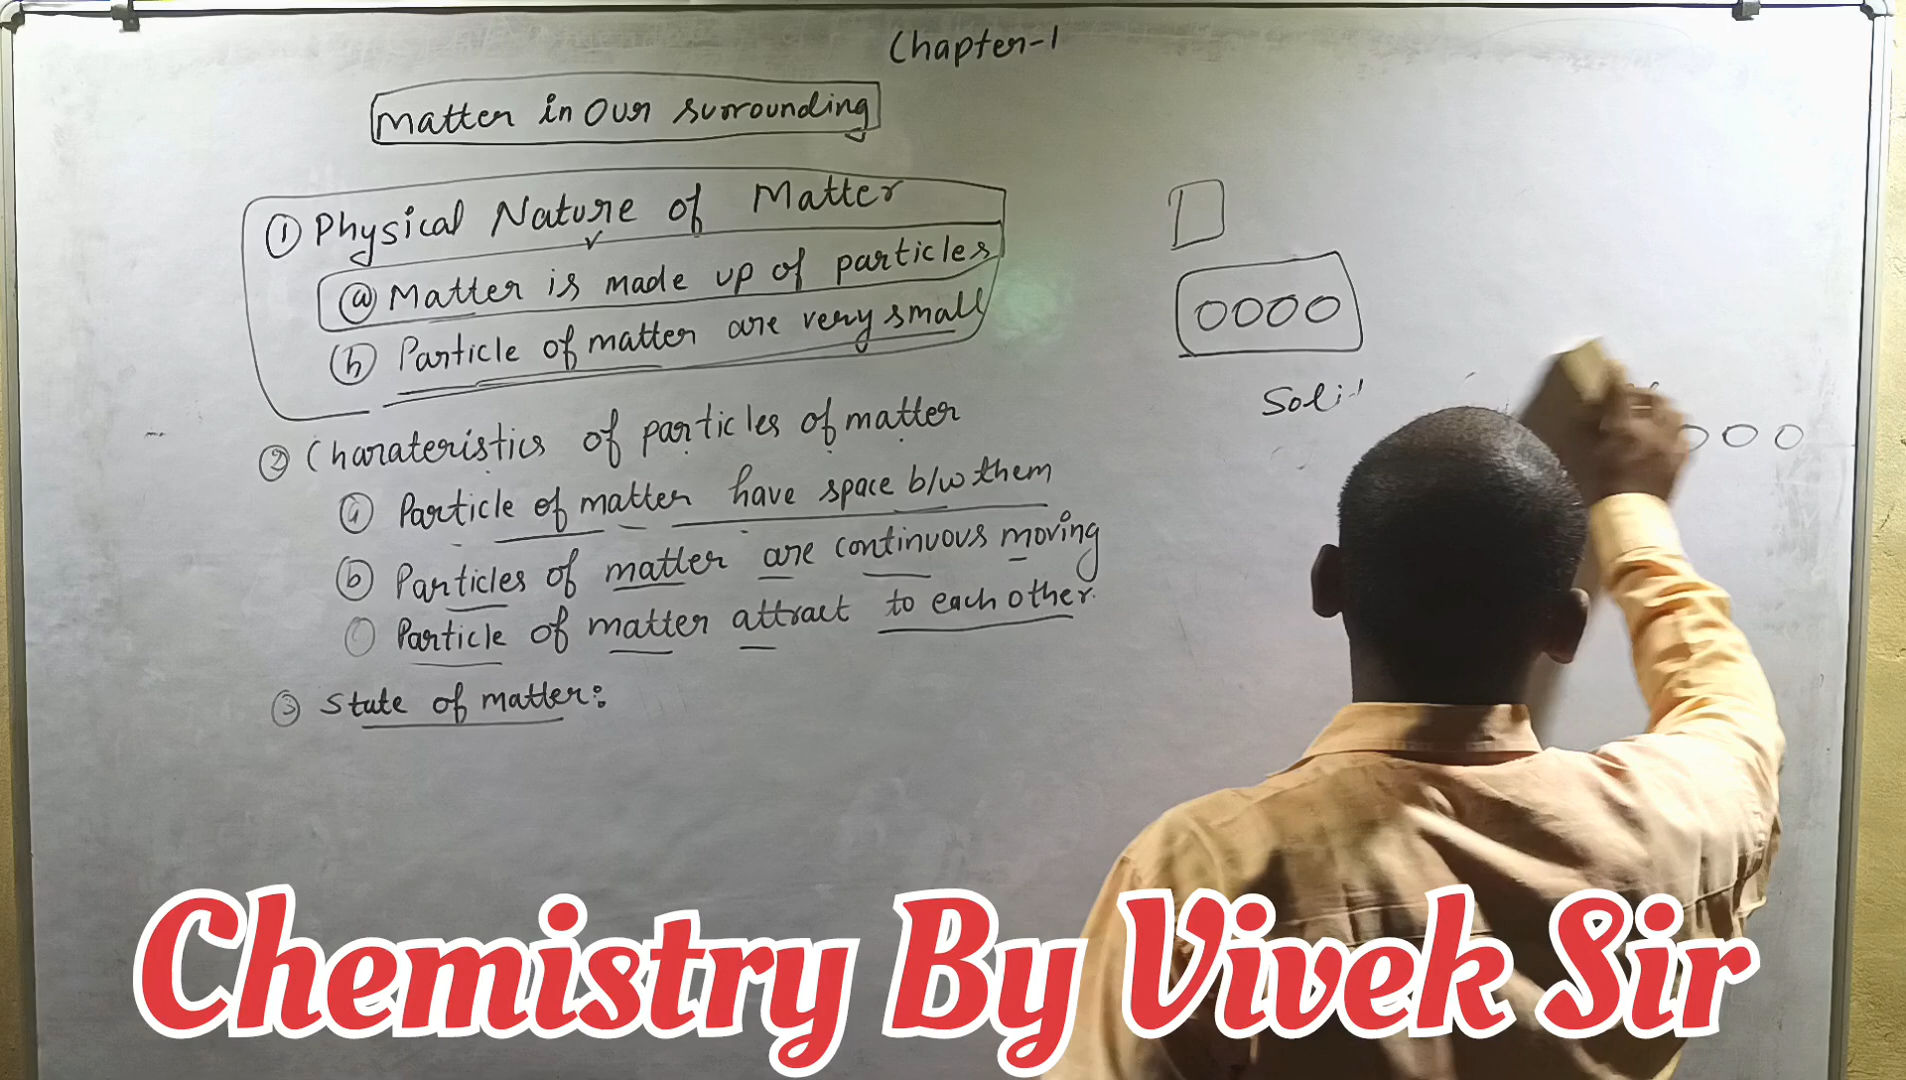 Chapter-1
Matter in Our surrounding
① Physical Nature of Matter
ⓐ Matter is made up of particles
ⓑ Particle of matter are very small
② Charateristics of particles of matter
ⓐ Particle of matter have space b/w them
ⓑ Particles of matter are continuous moving
Particle of matter attract to each other.
③ State of matter:
Chemistry By Vivek Sir